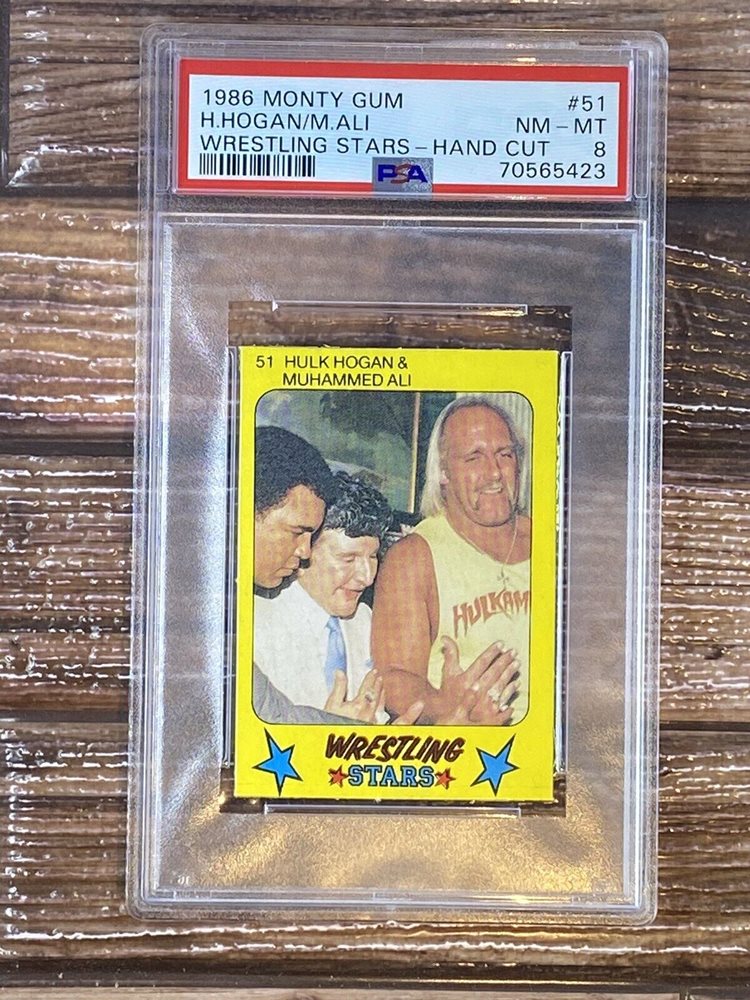 1986 MONTY GUM #51
H.HOGAN/M.ALI NM - MT
WRESTLING STARS - HAND CUT 8
PSA 70565423
51 HULK HOGAN &
MUHAMMED ALI
HULKAM
WRESTLING
STARS